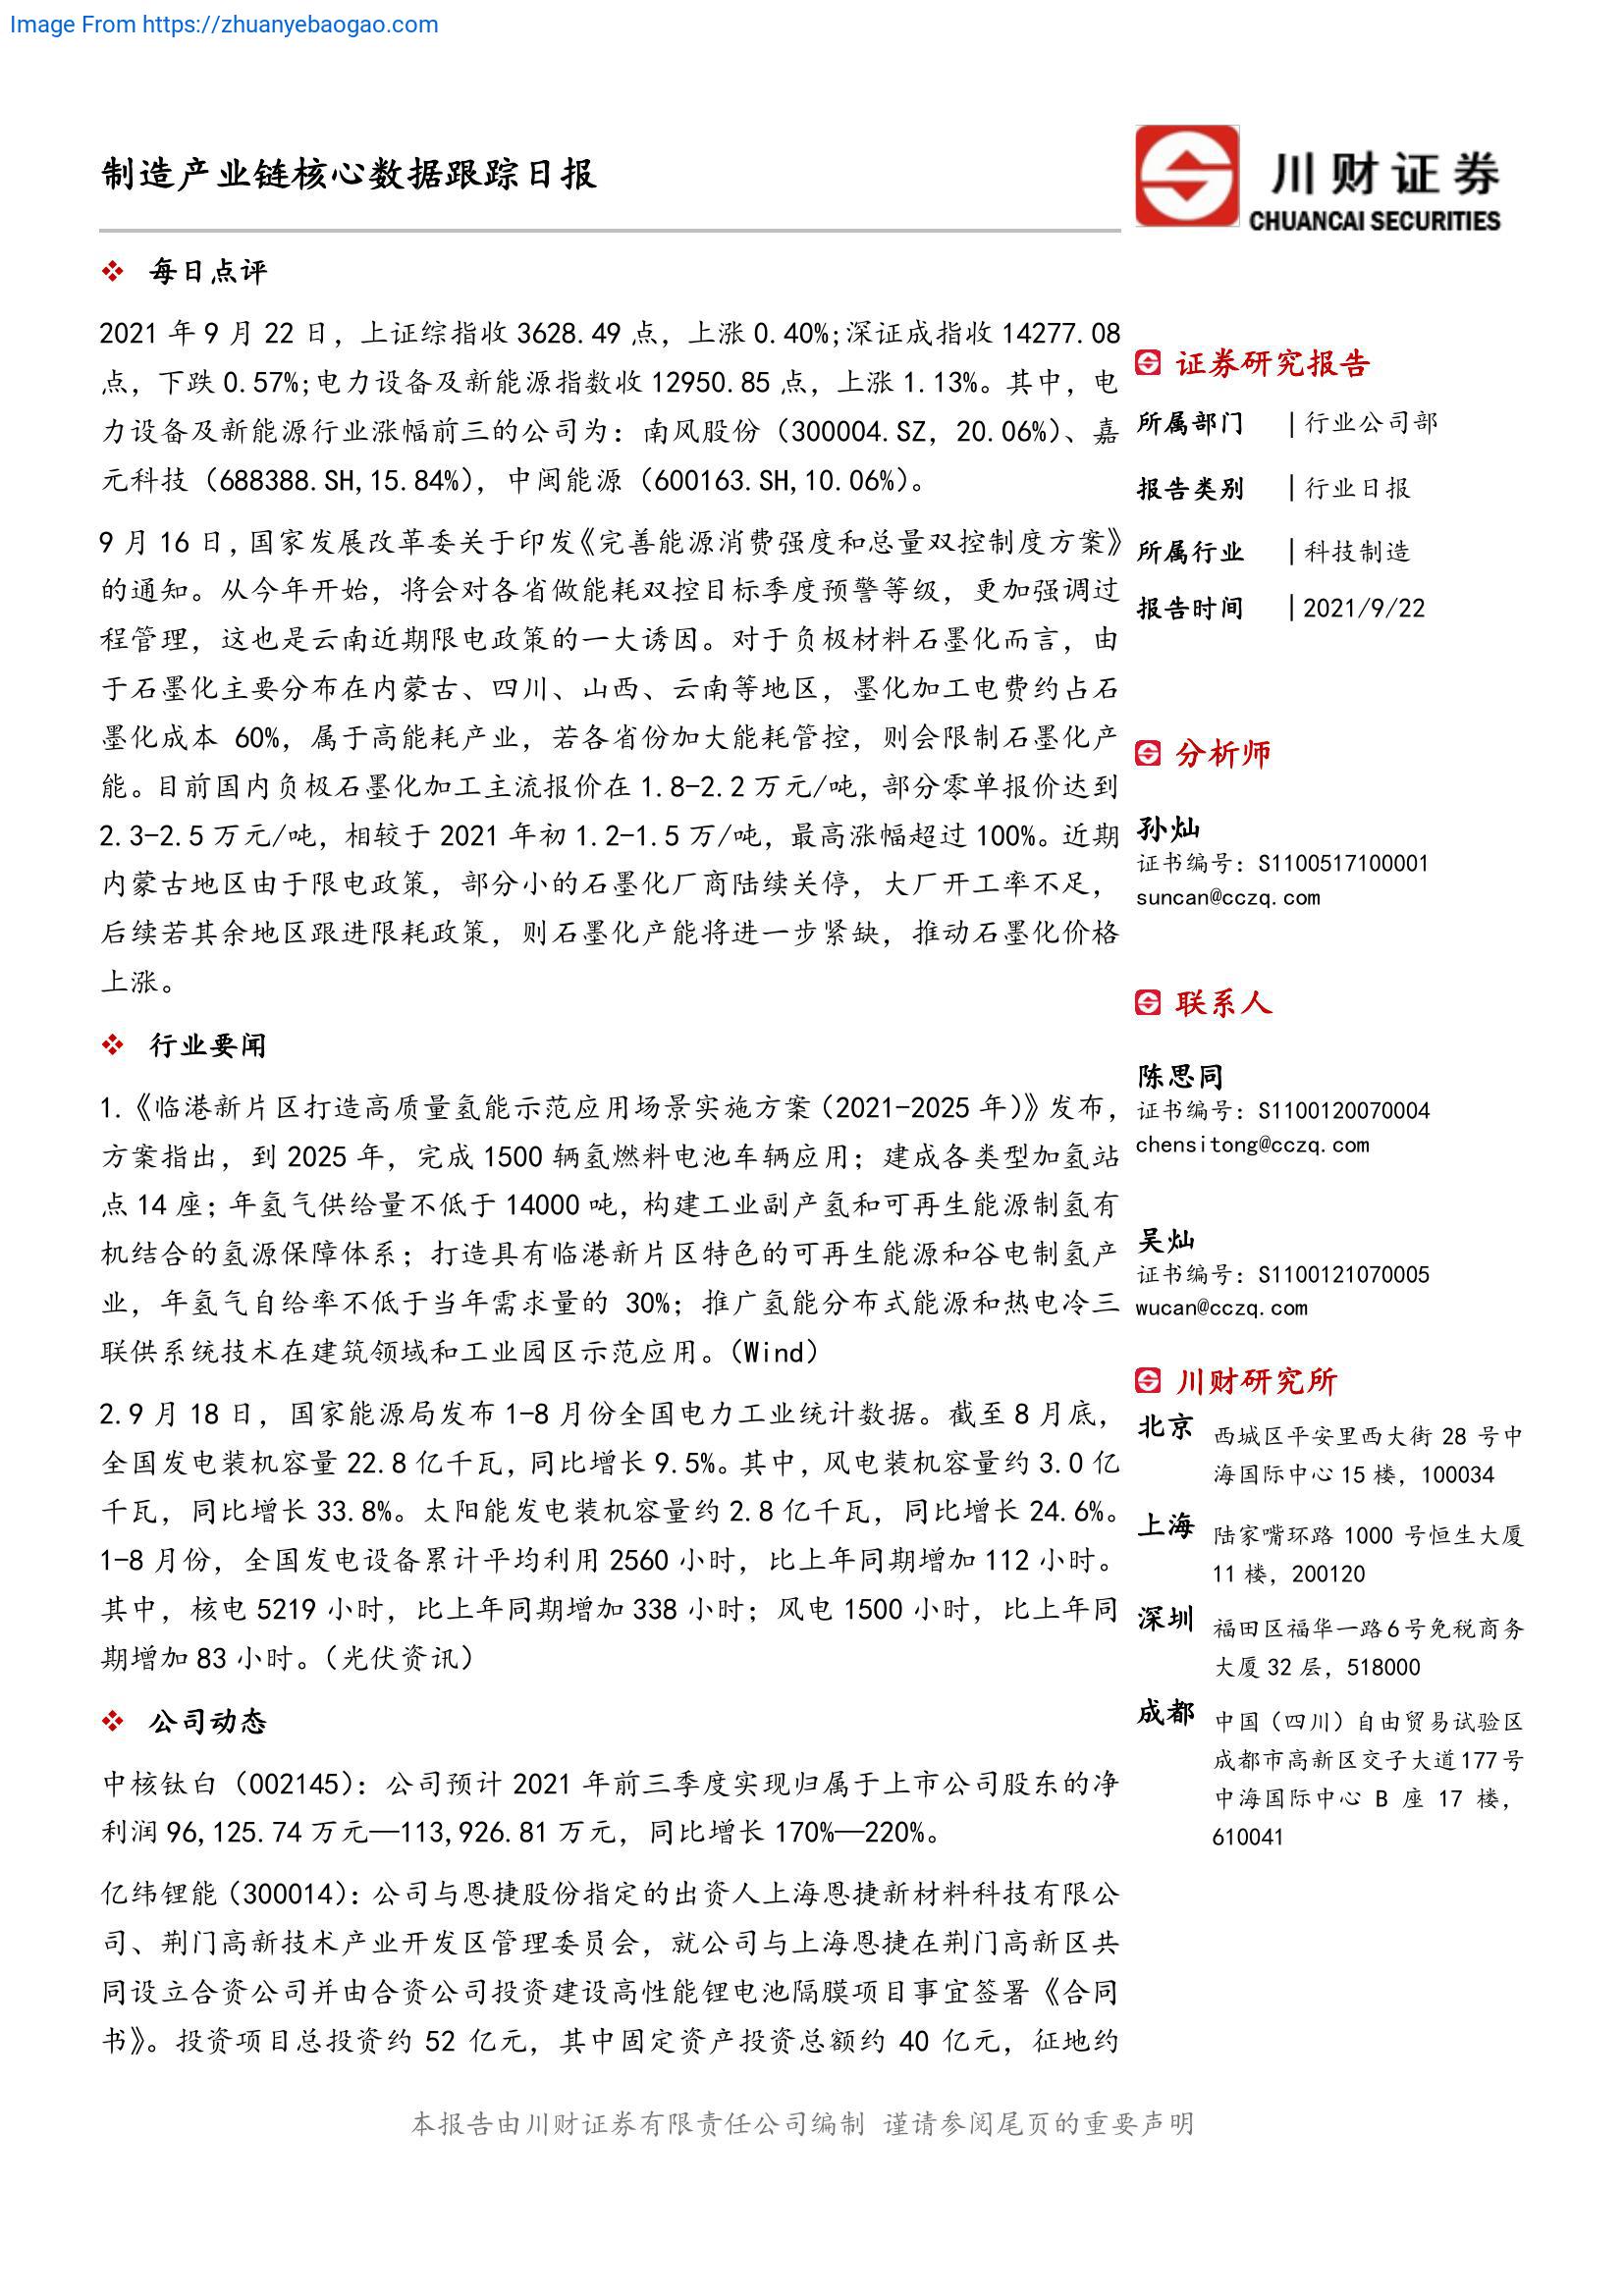 Image From https://zhuanyebaogao.com
制造产业链核心数据跟踪日报
川财证券
CHUANCAI SECURITIES
每日点评
2021 年 9 月 22 日，上证综指收 3628.49 点，上涨 0.40%;深证成指收 14277.08
点，下跌 0.57%;电力设备及新能源指数收 12950.85 点，上涨 1.13%。其中，电
力设备及新能源行业涨幅前三的公司为：南风股份（300004.SZ，20.06%）、嘉
元科技（688388.SH,15.84%），中闽能源（600163.SH,10.06%）。
9 月 16 日，国家发展改革委关于印发《完善能源消费强度和总量双控制度方案》
的通知。从今年开始，将会对各省做能耗双控目标季度预警等级，更加强调过
程管理，这也是云南近期限电政策的一大诱因。对于负极材料石墨化而言，由
于石墨化主要分布在内蒙古、四川、山西、云南等地区，墨化加工电费约占石
墨化成本 60%，属于高能耗产业，若各省份加大能耗管控，则会限制石墨化产
能。目前国内负极石墨化加工主流报价在 1.8-2.2 万元/吨，部分零单报价达到
2.3-2.5 万元/吨，相较于 2021 年初 1.2-1.5 万/吨，最高涨幅超过 100%。近期
内蒙古地区由于限电政策，部分小的石墨化厂商陆续关停，大厂开工率不足，
后续若其余地区跟进限耗政策，则石墨化产能将进一步紧缺，推动石墨化价格
上涨。
行业要闻
1.《临港新片区打造高质量氢能示范应用场景实施方案（2021-2025 年）》发布，
方案指出，到 2025 年，完成 1500 辆氢燃料电池车辆应用；建成各类型加氢站
点 14 座；年氢气供给量不低于 14000 吨，构建工业副产氢和可再生能源制氢有
机结合的氢源保障体系；打造具有临港新片区特色的可再生能源和谷电制氢产
业，年氢气自给率不低于当年需求量的 30%；推广氢能分布式能源和热电冷三
联供系统技术在建筑领域和工业园区示范应用。（Wind）
2.9 月 18 日，国家能源局发布 1-8 月份全国电力工业统计数据。截至 8 月底，
全国发电装机容量 22.8 亿千瓦，同比增长 9.5%。其中，风电装机容量约 3.0 亿
千瓦，同比增长 33.8%。太阳能发电装机容量约 2.8 亿千瓦，同比增长 24.6%。
1-8 月份，全国发电设备累计平均利用 2560 小时，比上年同期增加 112 小时。
其中，核电 5219 小时，比上年同期增加 338 小时；风电 1500 小时，比上年同
期增加 83 小时。（光伏资讯）
公司动态
中核钛白（002145）：公司预计 2021 年前三季度实现归属于上市公司股东的净
利润 96,125.74 万元—113,926.81 万元，同比增长 170%—220%。
亿纬锂能（300014）：公司与恩捷股份指定的出资人上海恩捷新材料科技有限公
司、荆门高新技术产业开发区管理委员会，就公司与上海恩捷在荆门高新区共
同设立合资公司并由合资公司投资建设高性能锂电池隔膜项目事宜签署《合同
书》。投资项目总投资约 52 亿元，其中固定资产投资总额约 40 亿元，征地约
证券研究报告
所属部门 | 行业公司部
报告类别 | 行业日报
所属行业 | 科技制造
报告时间 | 2021/9/22
分析师
孙灿
证书编号：S1100517100001
suncan@cczq.com
联系人
陈思同
证书编号：S1100120070004
chensitong@cczq.com
吴灿
证书编号：S1100121070005
wucan@cczq.com
川财研究所
北京 西城区平安里西大街 28 号中
海国际中心 15 楼，100034
上海 陆家嘴环路 1000 号恒生大厦
11 楼，200120
深圳 福田区福华一路 6 号免税商务
大厦 32 层，518000
成都 中国（四川）自由贸易试验区
成都市高新区交子大道 177 号
中海国际中心 B 座 17 楼，
610041
本报告由川财证券有限责任公司编制 谨请参阅尾页的重要声明